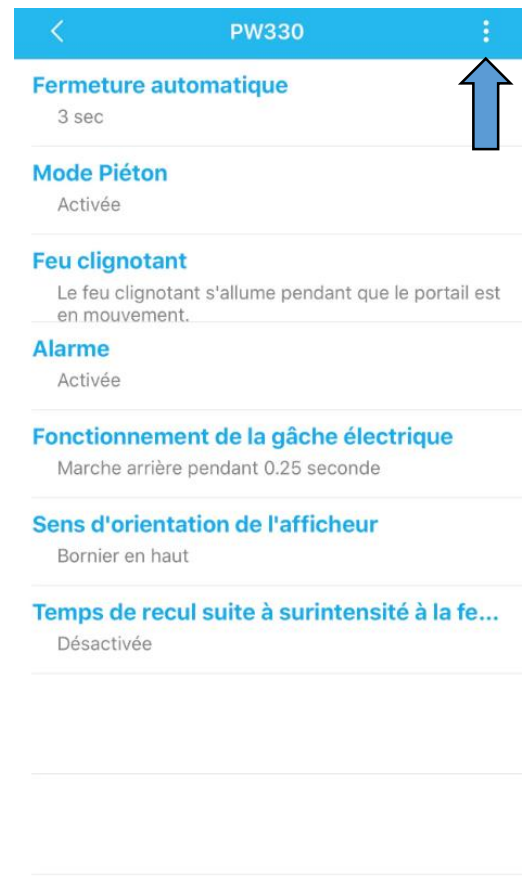 PW330
Fermeture automatique
3 sec
Mode Piéton
Activée
Feu clignotant
Le feu clignotant s'allume pendant que le portail est
en mouvement.
Alarme
Activée
Fonctionnement de la gâche électrique
Marche arrière pendant 0.25 seconde
Sens d'orientation de l'afficheur
Bornier en haut
Temps de recul suite à surintensité à la fe...
Désactivée